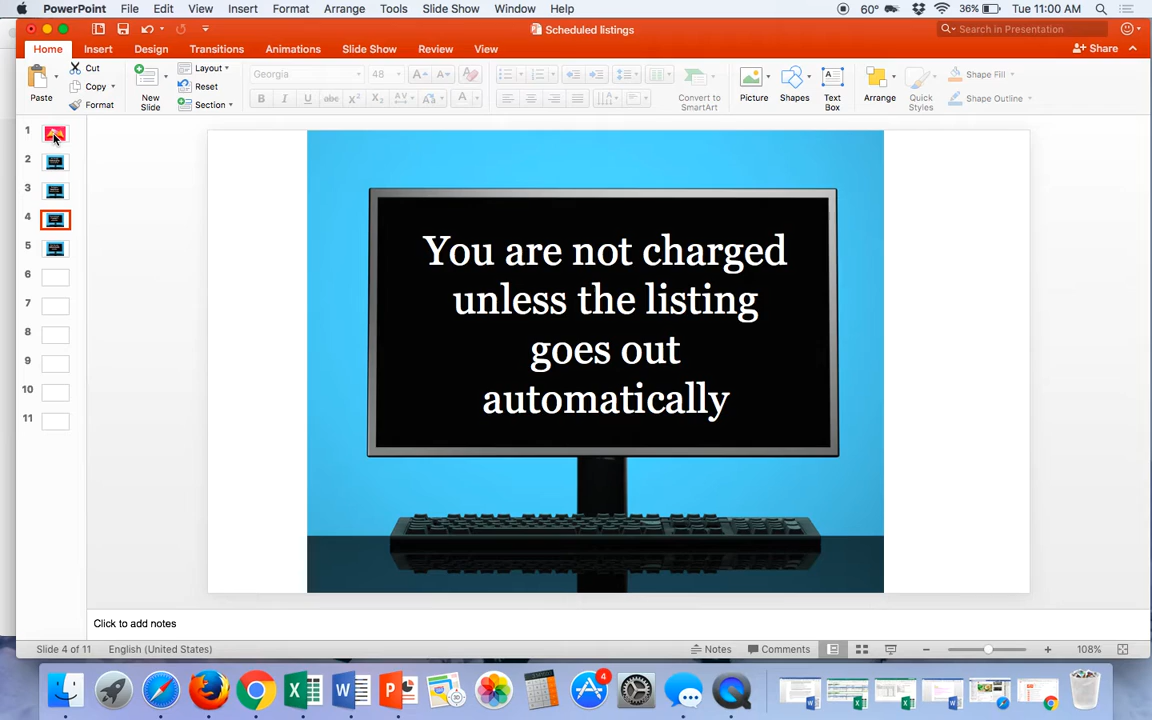 PowerPoint File Edit View Insert Format Arrange Tools Slide Show Window Help 60° 36% Tue 11:00 AM
Scheduled listings Search in Presentation
Home Insert Design Transitions Animations Slide Show Review View Share
Paste Cut Copy Format New Slide Layout Reset Section Georgia 48 Convert to SmartArt Picture Shapes Text Box Arrange Quick Styles Shape Fill Shape Outline
1
2
3
4
5
6
7
8
9
10
11
You are not charged
unless the listing
goes out
automatically
Click to add notes
Slide 4 of 11 English (United States) Notes Comments 108%
4